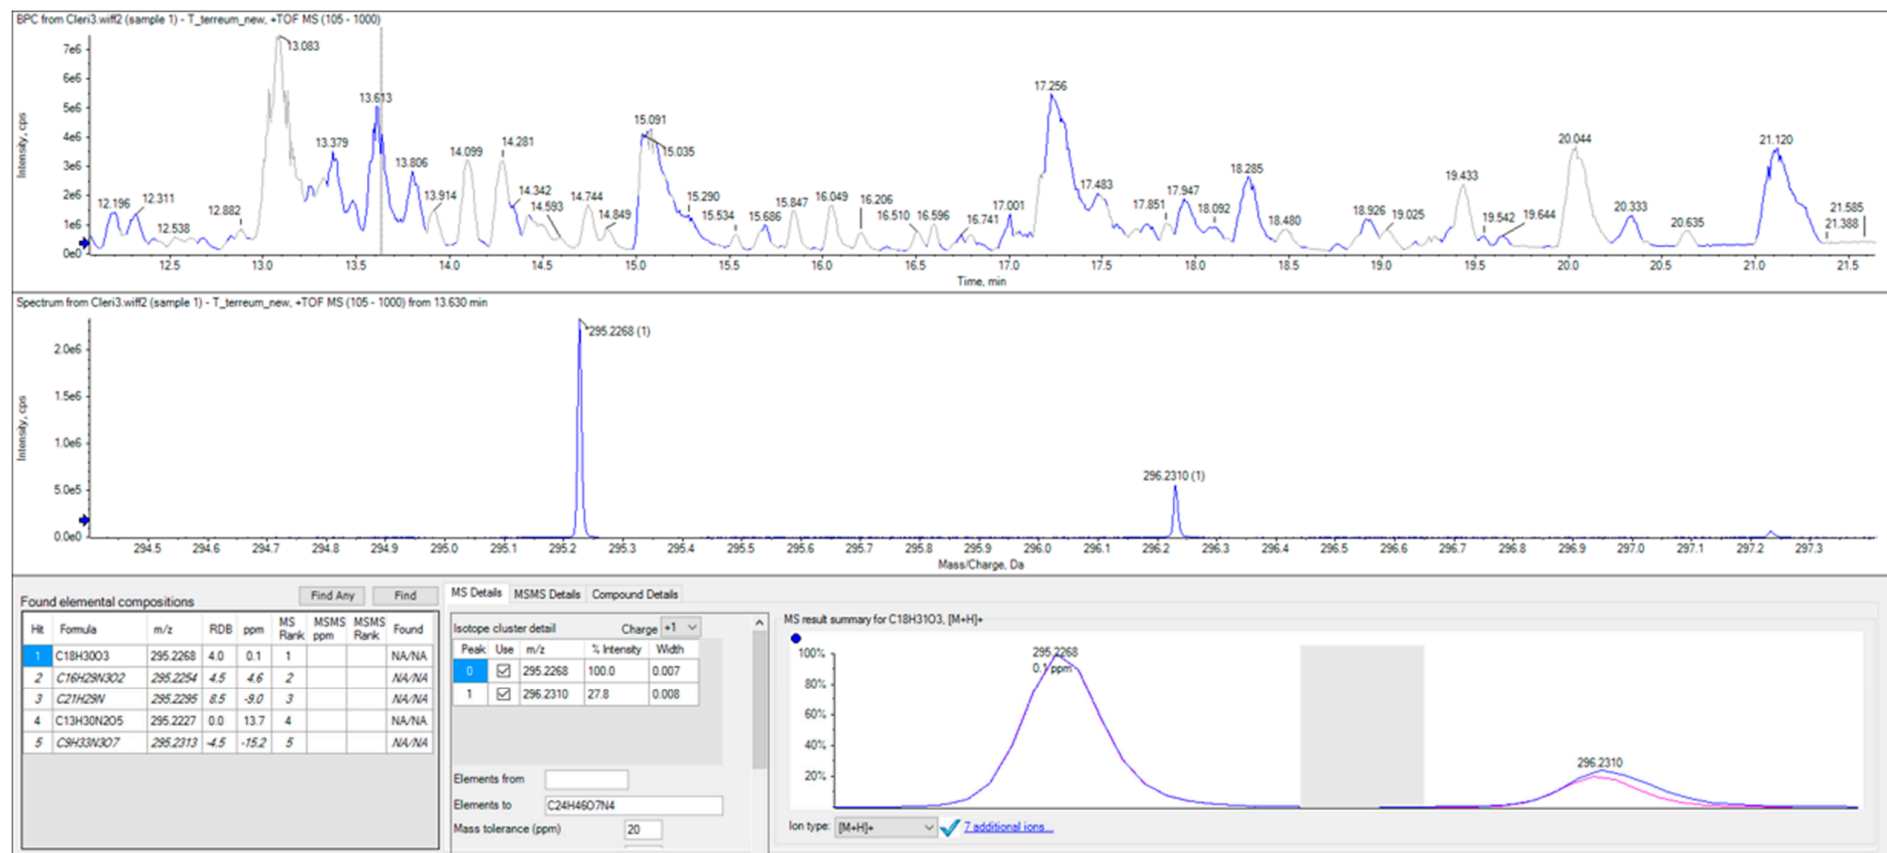 BPC from Cleri3.wiff2 (sample 1) - T_terreum_new, +TOF MS (105 - 1000)
Intensity, cps
7e6
6e6
5e6
4e6
3e6
2e6
1e6
0e0
12.196
12.311
12.538
12.882
13.083
13.379
13.613
13.806
13.914
14.099
14.281
14.342
14.593
14.744
14.849
15.091
15.035
15.290
15.534
15.686
15.847
16.049
16.206
16.510
16.596
16.741
17.001
17.256
17.483
17.851
17.947
18.092
18.285
18.480
18.926
19.025
19.433
19.542
19.644
20.044
20.333
20.635
21.120
21.585
21.388
12.5 13.0 13.5 14.0 14.5 15.0 15.5 16.0 16.5 17.0 17.5 18.0 18.5 19.0 19.5 20.0 20.5 21.0 21.5
Time, min
Spectrum from Cleri3.wiff2 (sample 1) - T_terreum_new, +TOF MS (105 - 1000) from 13.630 min
Intensity, cps
2.0e6
1.5e6
1.0e6
5.0e5
0.0e0
295.2268 (1)
296.2310 (1)
294.5 294.6 294.7 294.8 294.9 295.0 295.1 295.2 295.3 295.4 295.5 295.6 295.7 295.8 295.9 296.0 296.1 296.2 296.3 296.4 296.5 296.6 296.7 296.8 296.9 297.0 297.1 297.2 297.3
Mass/Charge, Da
Found elemental compositions Find Any Find
Hit Formula m/z RDB ppm MS Rank MSMS ppm MSMS Rank Found
1 C18H30O3 295.2268 4.0 0.1 1 NA/NA
2 C16H29N3O2 295.2254 4.5 4.6 2 NA/NA
3 C21H29N 295.2295 8.5 -9.0 3 NA/NA
4 C13H30N2O5 295.2227 0.0 13.7 4 NA/NA
5 C9H33N3O7 295.2313 -4.5 -15.2 5 NA/NA
MS Details MSMS Details Compound Details
Isotope cluster detail Charge +1
Peak Use m/z % Intensity Width
0 295.2268 100.0 0.007
1 296.2310 27.8 0.008
Elements from
Elements to C24H46O7N4
Mass tolerance (ppm) 20
MS result summary for C18H31O3, [M+H]+
100%
80%
60%
40%
20%
295.2268
0.1 ppm
296.2310
Ion type: [M+H]+ 7 additional ions...